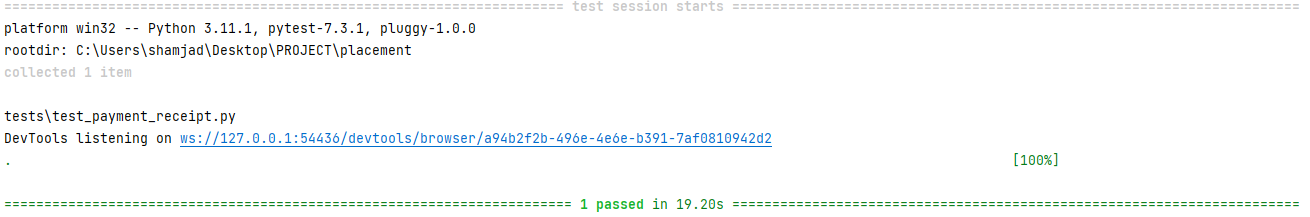 ====================================================================== test session starts =======================================================================
platform win32 -- Python 3.11.1, pytest-7.3.1, pluggy-1.0.0
rootdir: C:\Users\shamjad\Desktop\PROJECT\placement
collected 1 item
tests\test_payment_receipt.py
DevTools listening on ws://127.0.0.1:54436/devtools/browser/a94b2f2b-496e-4e6e-b391-7af0810942d2
. [100%]
======================================================================= 1 passed in 19.20s =======================================================================